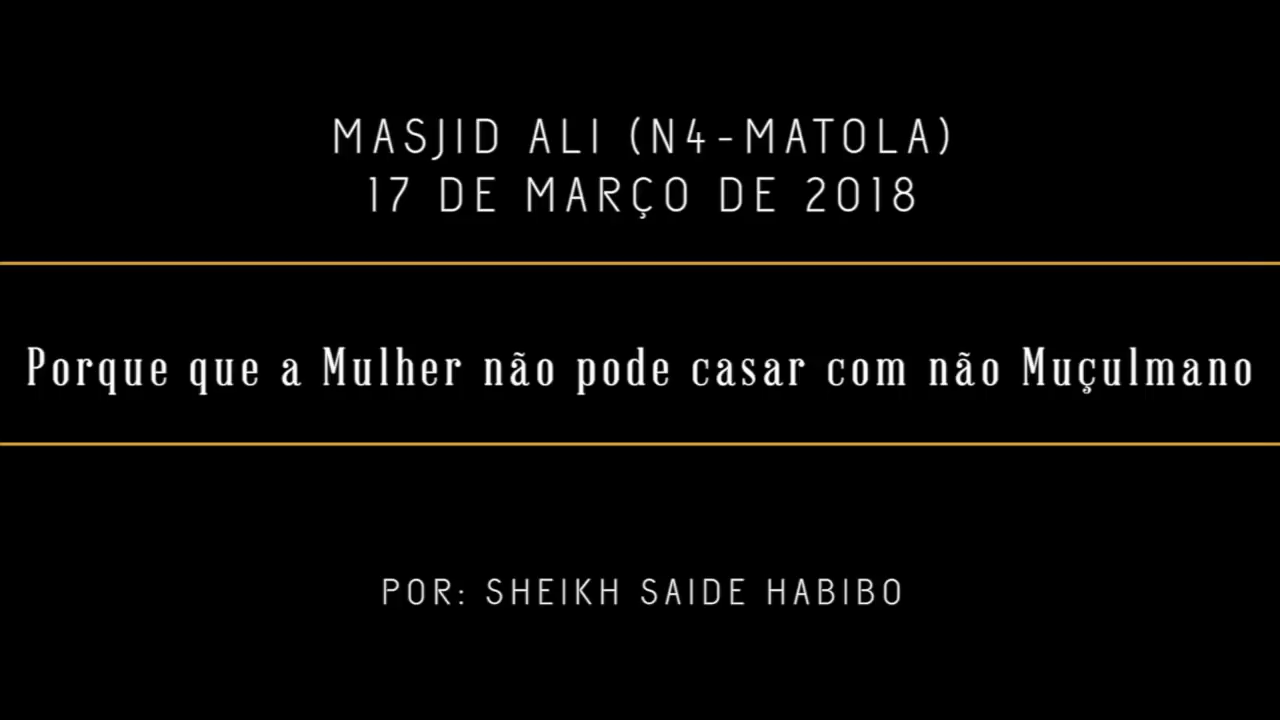 MASJID ALI (N4-MATOLA)
17 DE MARÇO DE 2018
Porque que a Mulher não pode casar com não Muçulmano
POR: SHEIKH SAIDE HABIBO